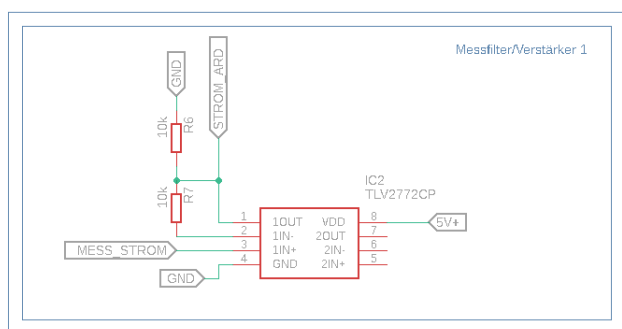 Messfilter/Verstärker 1
GND
STROM_ARD
10k
R6
10k
R7
IC2
TLV2772CP
1
1OUT
VDD
8
5V+
2
1IN-
2OUT
7
MESS_STROM
3
1IN+
2IN-
6
4
GND
2IN+
5
GND